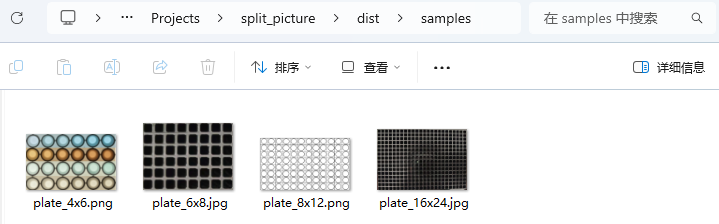 Projects
split_picture
dist
samples
在 samples 中搜索
排序
查看
详细信息
plate_4x6.png
plate_6x8.jpg
plate_8x12.png
plate_16x24.jpg